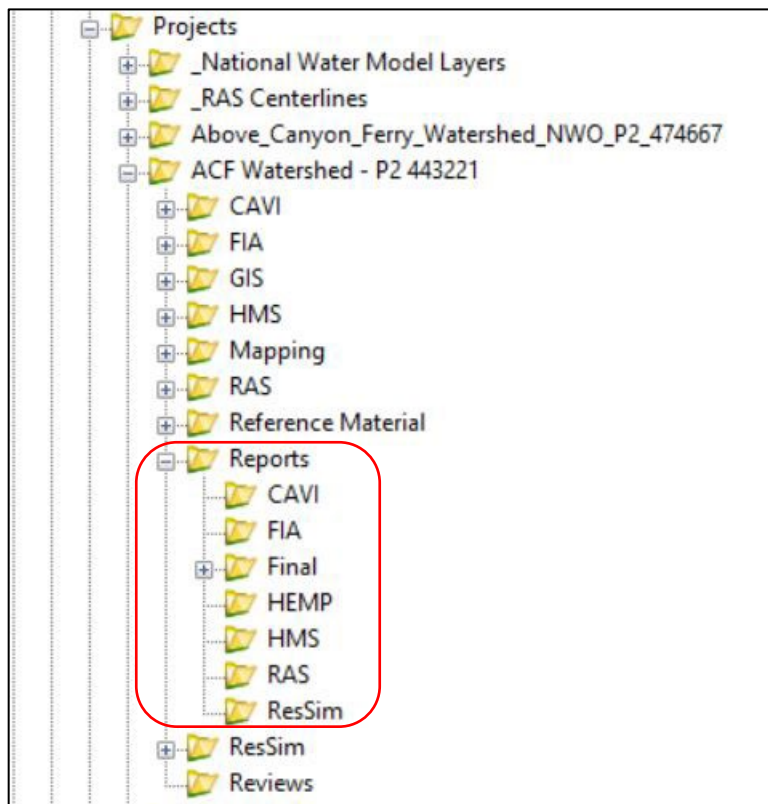 Projects
_National Water Model Layers
_RAS Centerlines
Above_Canyon_Ferry_Watershed_NWO_P2_474667
ACF Watershed - P2 443221
CAVI
FIA
GIS
HMS
Mapping
RAS
Reference Material
Reports
CAVI
FIA
Final
HEMP
HMS
RAS
ResSim
ResSim
Reviews